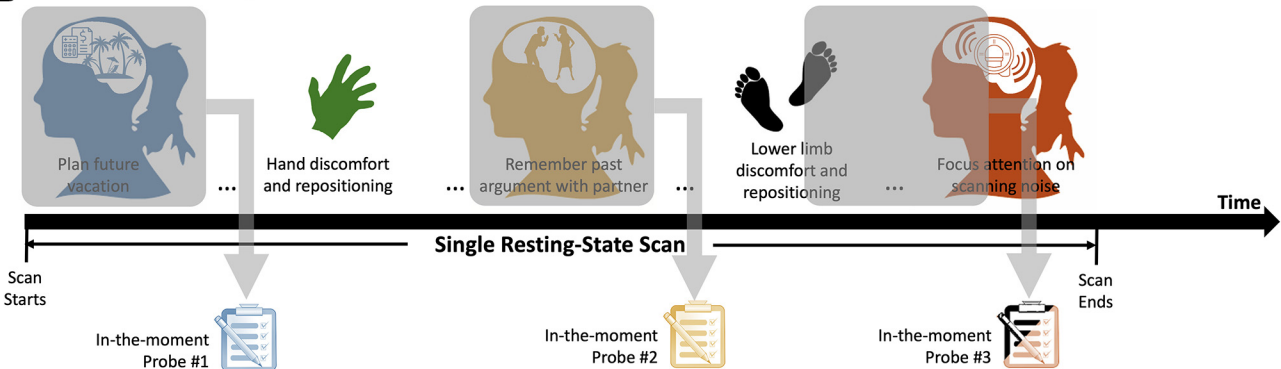 Plan future
vacation
...
Hand discomfort
and repositioning
...
Remember past
argument with partner
...
Lower limb
discomfort and
repositioning
...
Focus attention on
scanning noise
Time
Single Resting-State Scan
Scan
Starts
Scan
Ends
In-the-moment
Probe #1
In-the-moment
Probe #2
In-the-moment
Probe #3